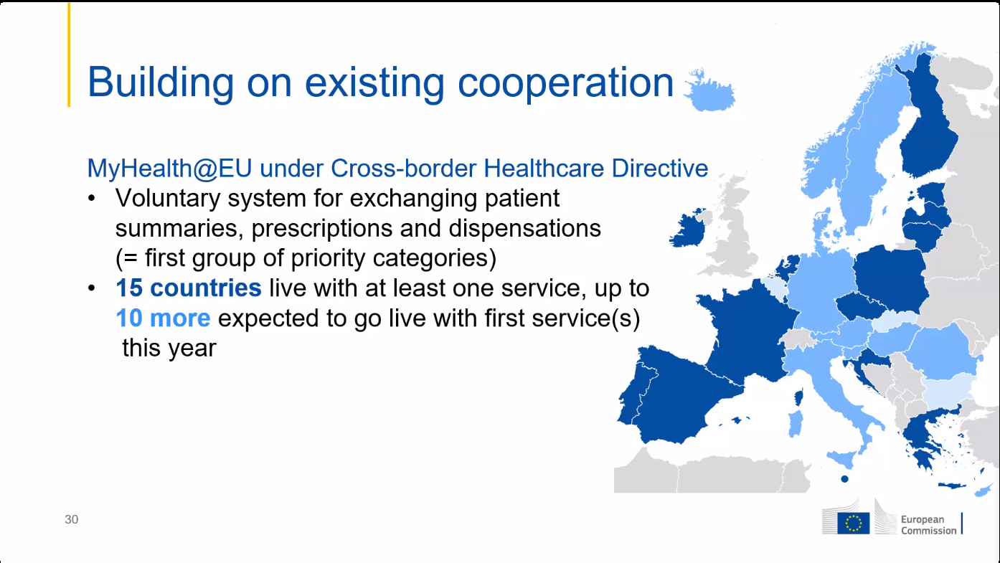 Building on existing cooperation
MyHealth@EU under Cross-border Healthcare Directive
• Voluntary system for exchanging patient
summaries, prescriptions and dispensations
(= first group of priority categories)
• 15 countries live with at least one service, up to
10 more expected to go live with first service(s)
this year
30
European
Commission